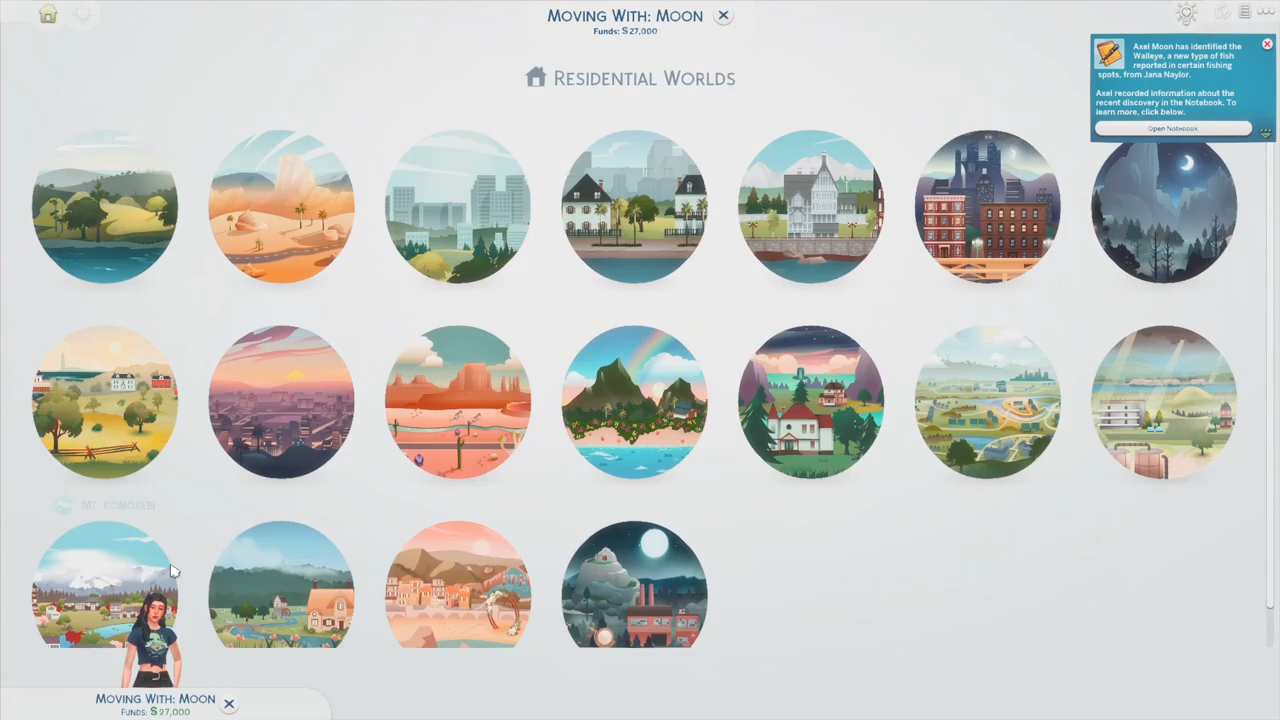 MOVING WITH: MOON
FUNDS: $27,000
RESIDENTIAL WORLDS
Axel Moon has identified the
Walleye, a new type of fish
reported in certain fishing
spots, from Jana Naylor.
Axel recorded information about the
recent discovery in the Notebook. To
learn more, click below.
Open Notebook
MT. KOMOREBI
MOVING WITH: MOON
FUNDS: $27,000